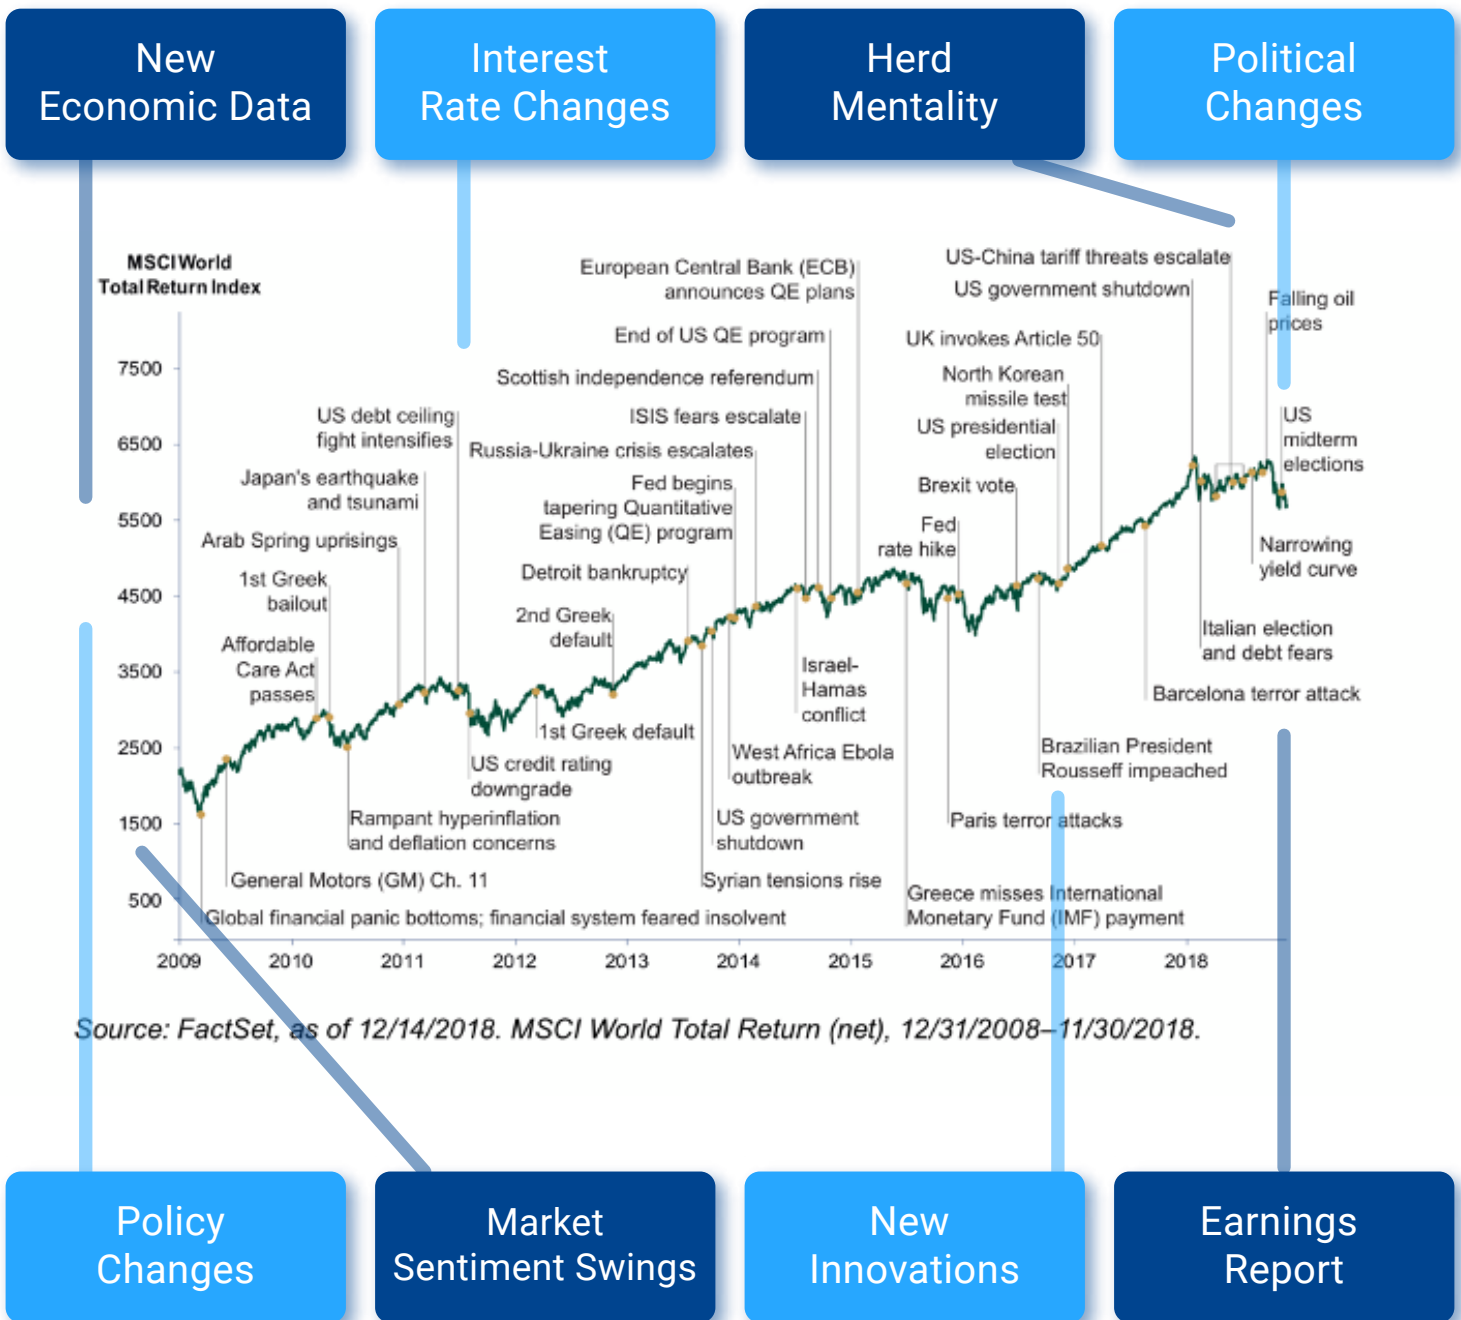 New
Economic Data
Interest
Rate Changes
Herd
Mentality
Political
Changes
MSCI World
Total Return Index
7500
6500
5500
4500
3500
2500
1500
500
European Central Bank (ECB)
announces QE plans
End of US QE program
Scottish independence referendum
US debt ceiling
fight intensifies
ISIS fears escalate
Russia-Ukraine crisis escalates
Japan's earthquake
and tsunami
Fed begins
tapering Quantitative
Easing (QE) program
Arab Spring uprisings
1st Greek
bailout
Detroit bankruptcy
2nd Greek
default
Affordable
Care Act
passes
US-China tariff threats escalate
US government shutdown
Falling oil
prices
UK invokes Article 50
North Korean
missile test
US presidential
election
US
midterm
elections
Brexit vote
Fed
rate hike
Narrowing
yield curve
Italian election
and debt fears
Israel-
Hamas
conflict
Barcelona terror attack
1st Greek default
US credit rating
downgrade
West Africa Ebola
outbreak
Brazilian President
Rousseff impeached
Rampant hyperinflation
and deflation concerns
US government
shutdown
Paris terror attacks
General Motors (GM) Ch. 11
Syrian tensions rise
Greece misses International
Monetary Fund (IMF) payment
Global financial panic bottoms; financial system feared insolvent
2009
2010
2011
2012
2013
2014
2015
2016
2017
2018
Source: FactSet, as of 12/14/2018. MSCI World Total Return (net), 12/31/2008–11/30/2018.
Policy
Changes
Market
Sentiment Swings
New
Innovations
Earnings
Report